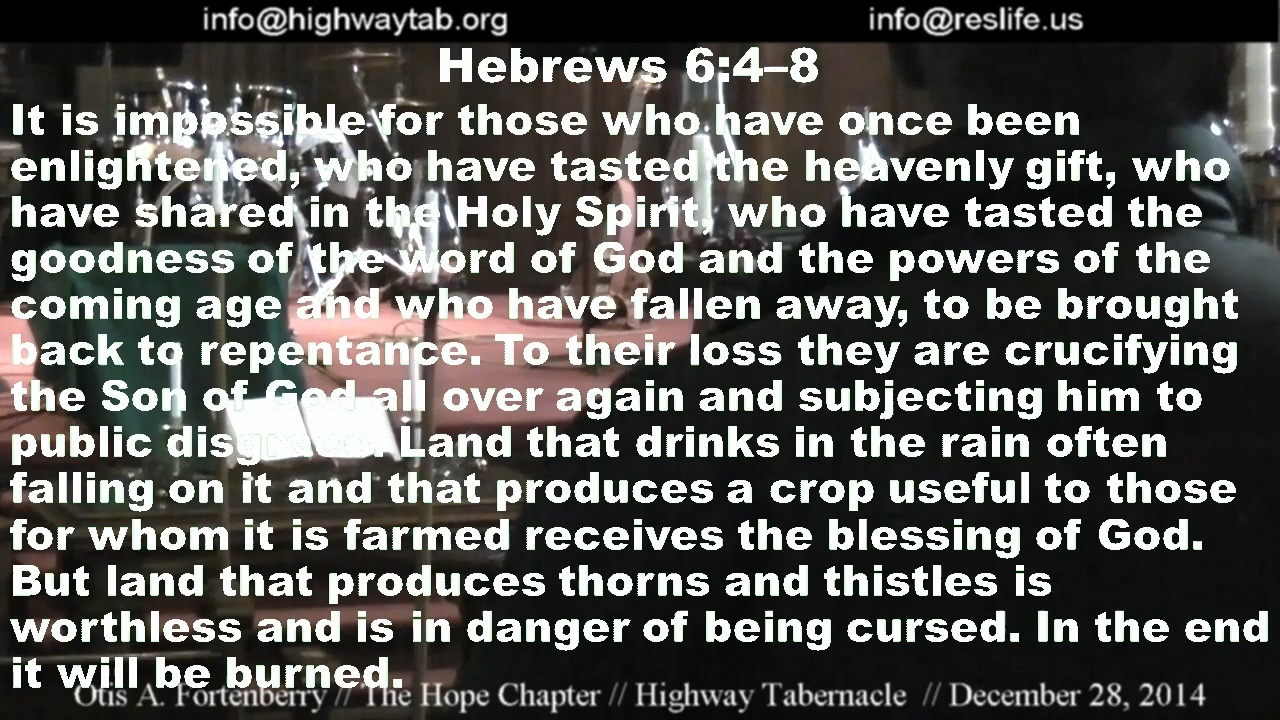 info@highwaytab.org info@reslife.us
Hebrews 6:4–8
It is impossible for those who have once been
enlightened, who have tasted the heavenly gift, who
have shared in the Holy Spirit, who have tasted the
goodness of the word of God and the powers of the
coming age and who have fallen away, to be brought
back to repentance. To their loss they are crucifying
the Son of God all over again and subjecting him to
public disgrace. Land that drinks in the rain often
falling on it and that produces a crop useful to those
for whom it is farmed receives the blessing of God.
But land that produces thorns and thistles is
worthless and is in danger of being cursed. In the end
it will be burned.
Otis A. Fortenberry // The Hope Chapter // Highway Tabernacle // December 28, 2014